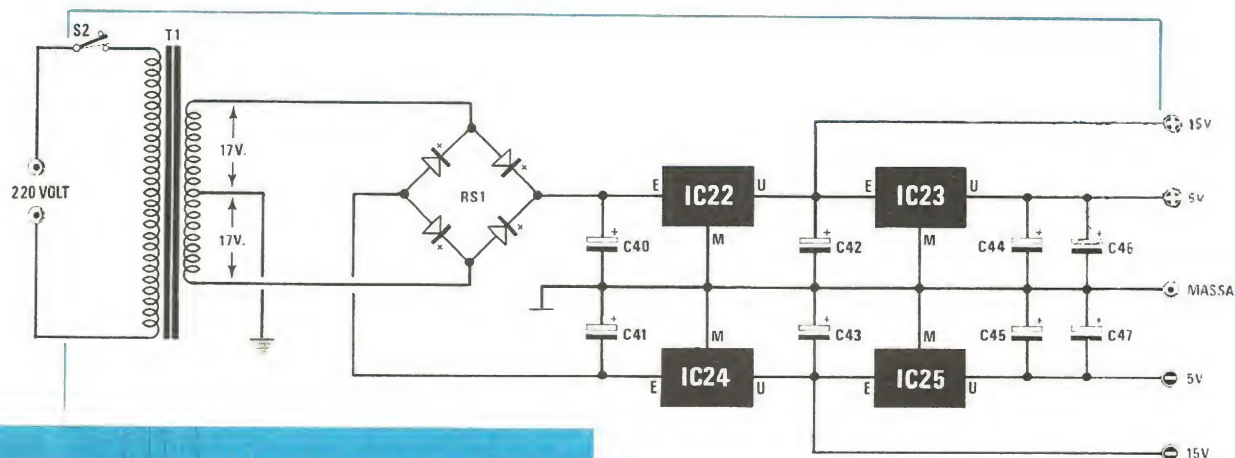 S2
T1
220 VOLT
17V.
17V.
RS1
C40
C41
E
IC22
U
M
E
IC24
U
M
C42
C43
E
IC23
U
M
E
IC25
U
M
C44
C46
C45
C47
+
+
+
+
+
+
+
+
15V
5V
MASSA
5V
15V